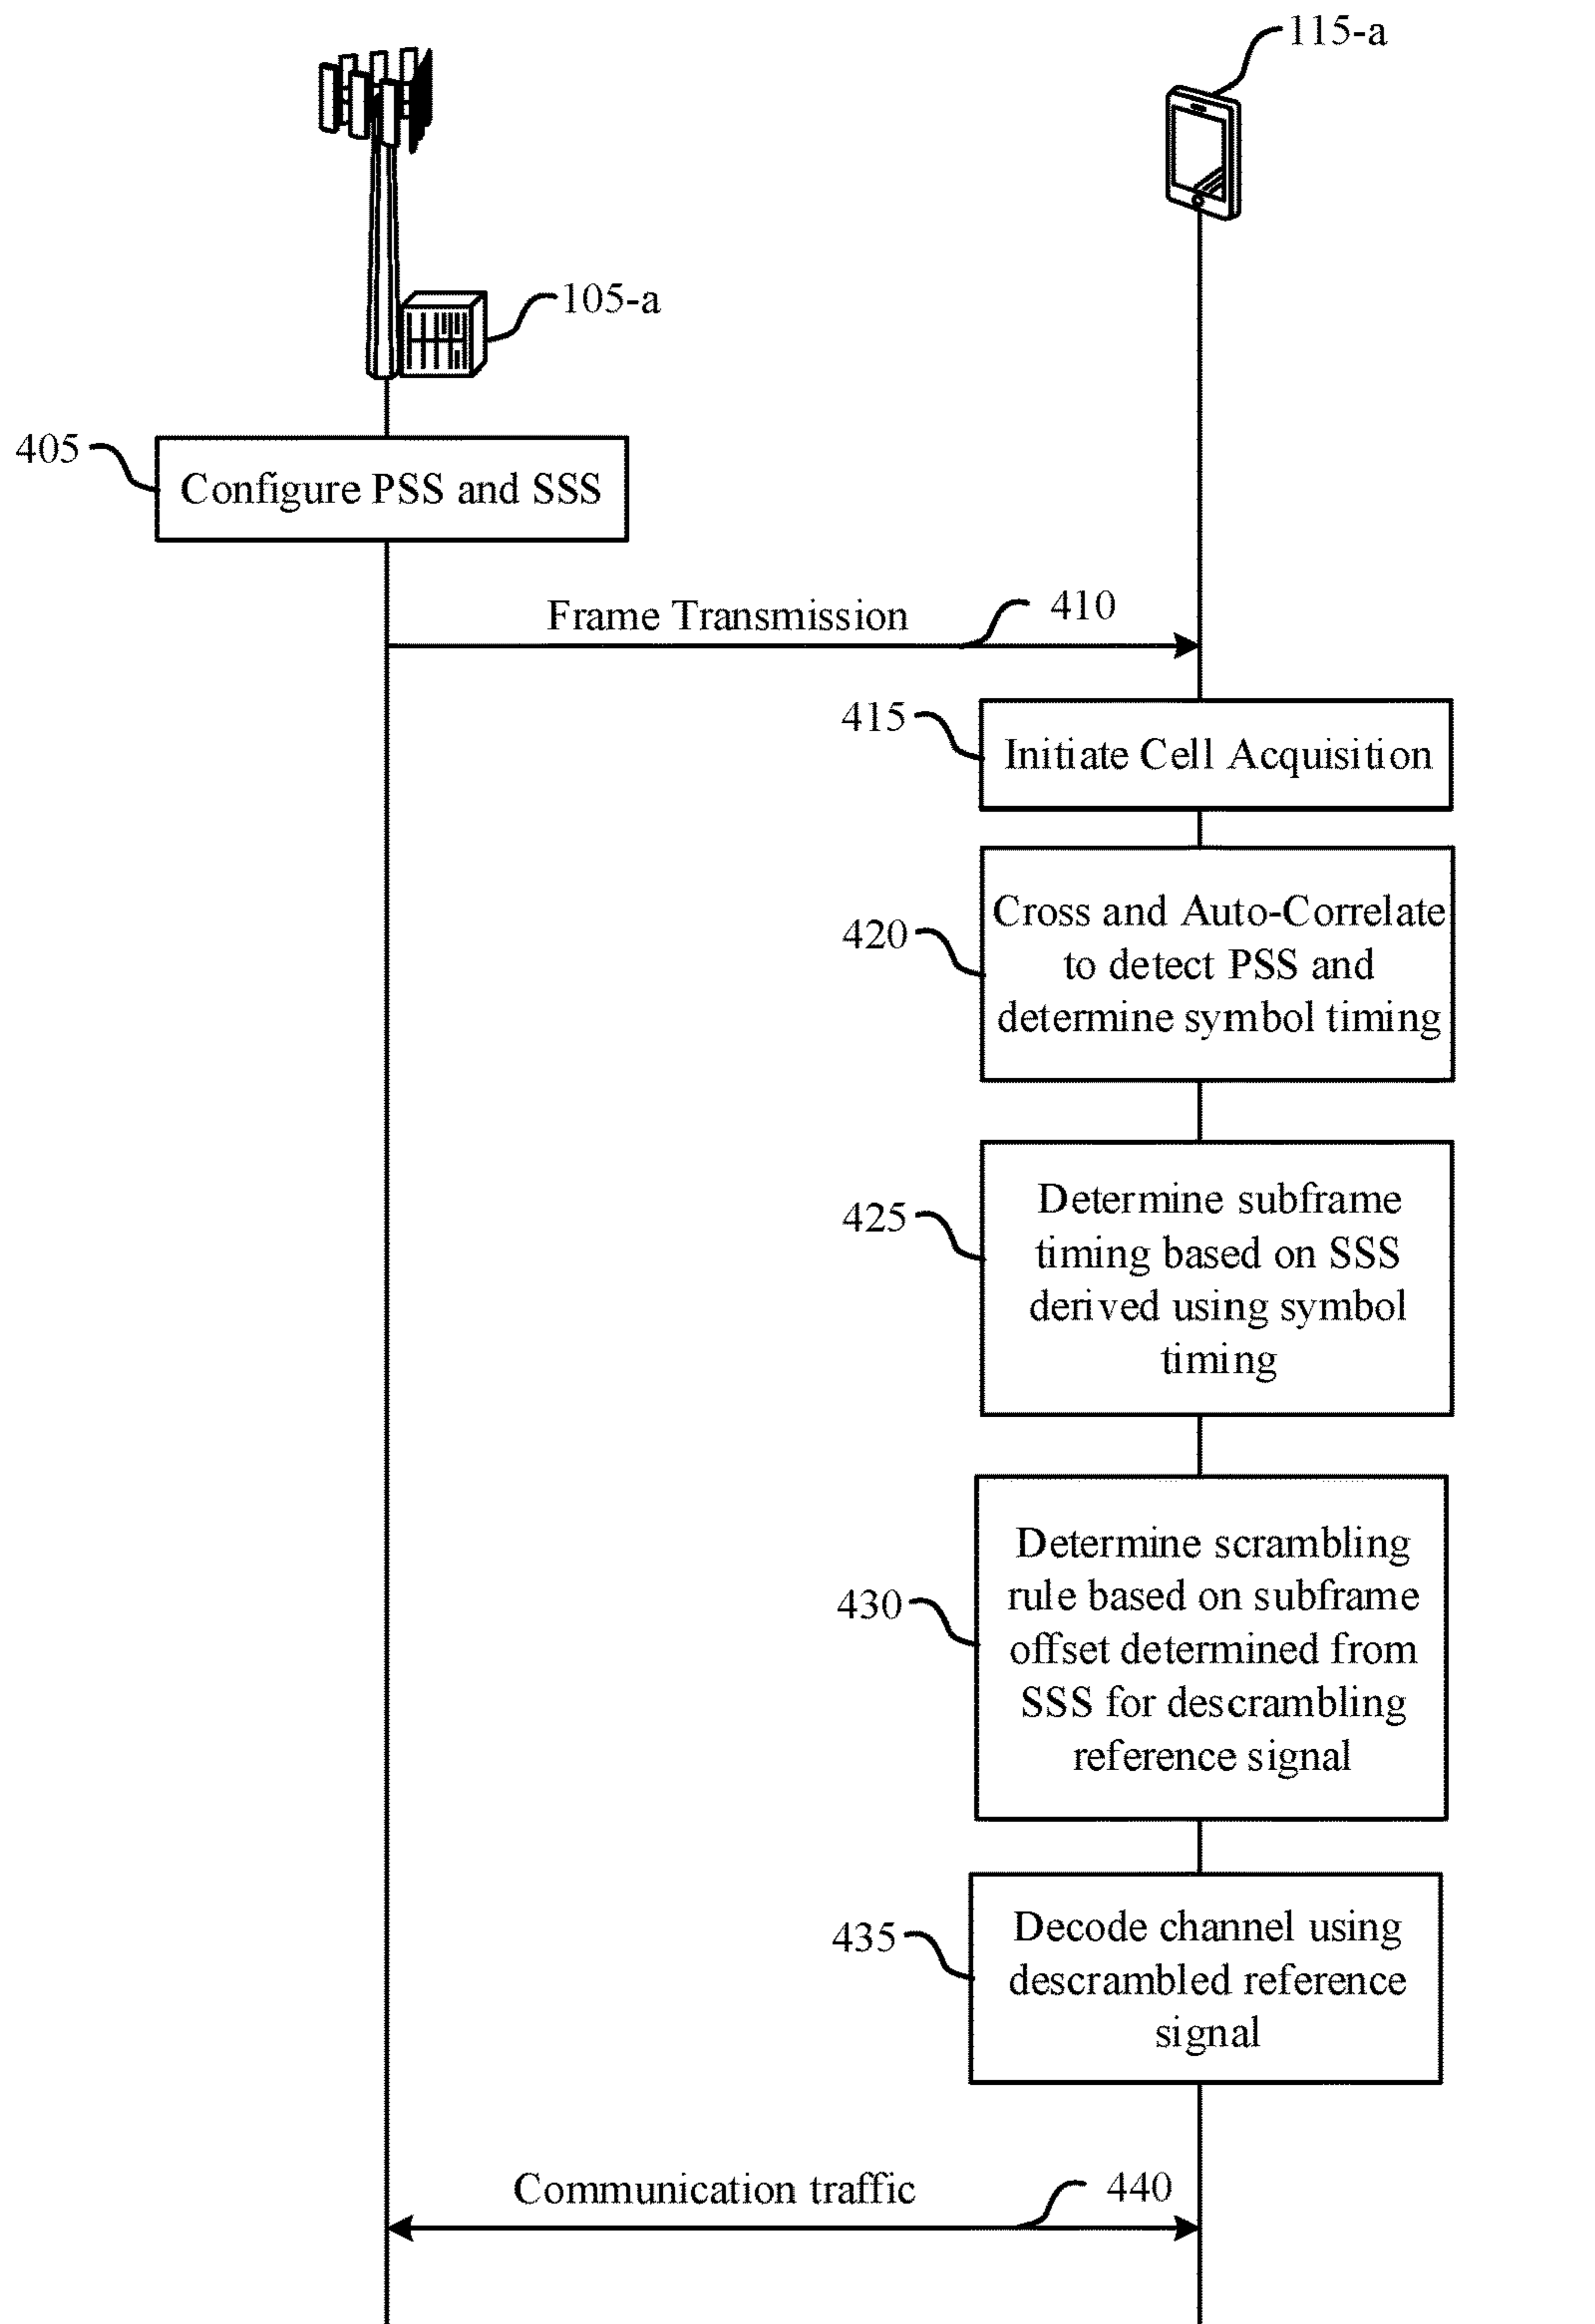 115-a
105-a
405
Configure PSS and SSS
Frame Transmission
410
415
Initiate Cell Acquisition
420
Cross and Auto-Correlate
to detect PSS and
determine symbol timing
425
Determine subframe
timing based on SSS
derived using symbol
timing
430
Determine scrambling
rule based on subframe
offset determined from
SSS for descrambling
reference signal
435
Decode channel using
descrambled reference
signal
Communication traffic
440